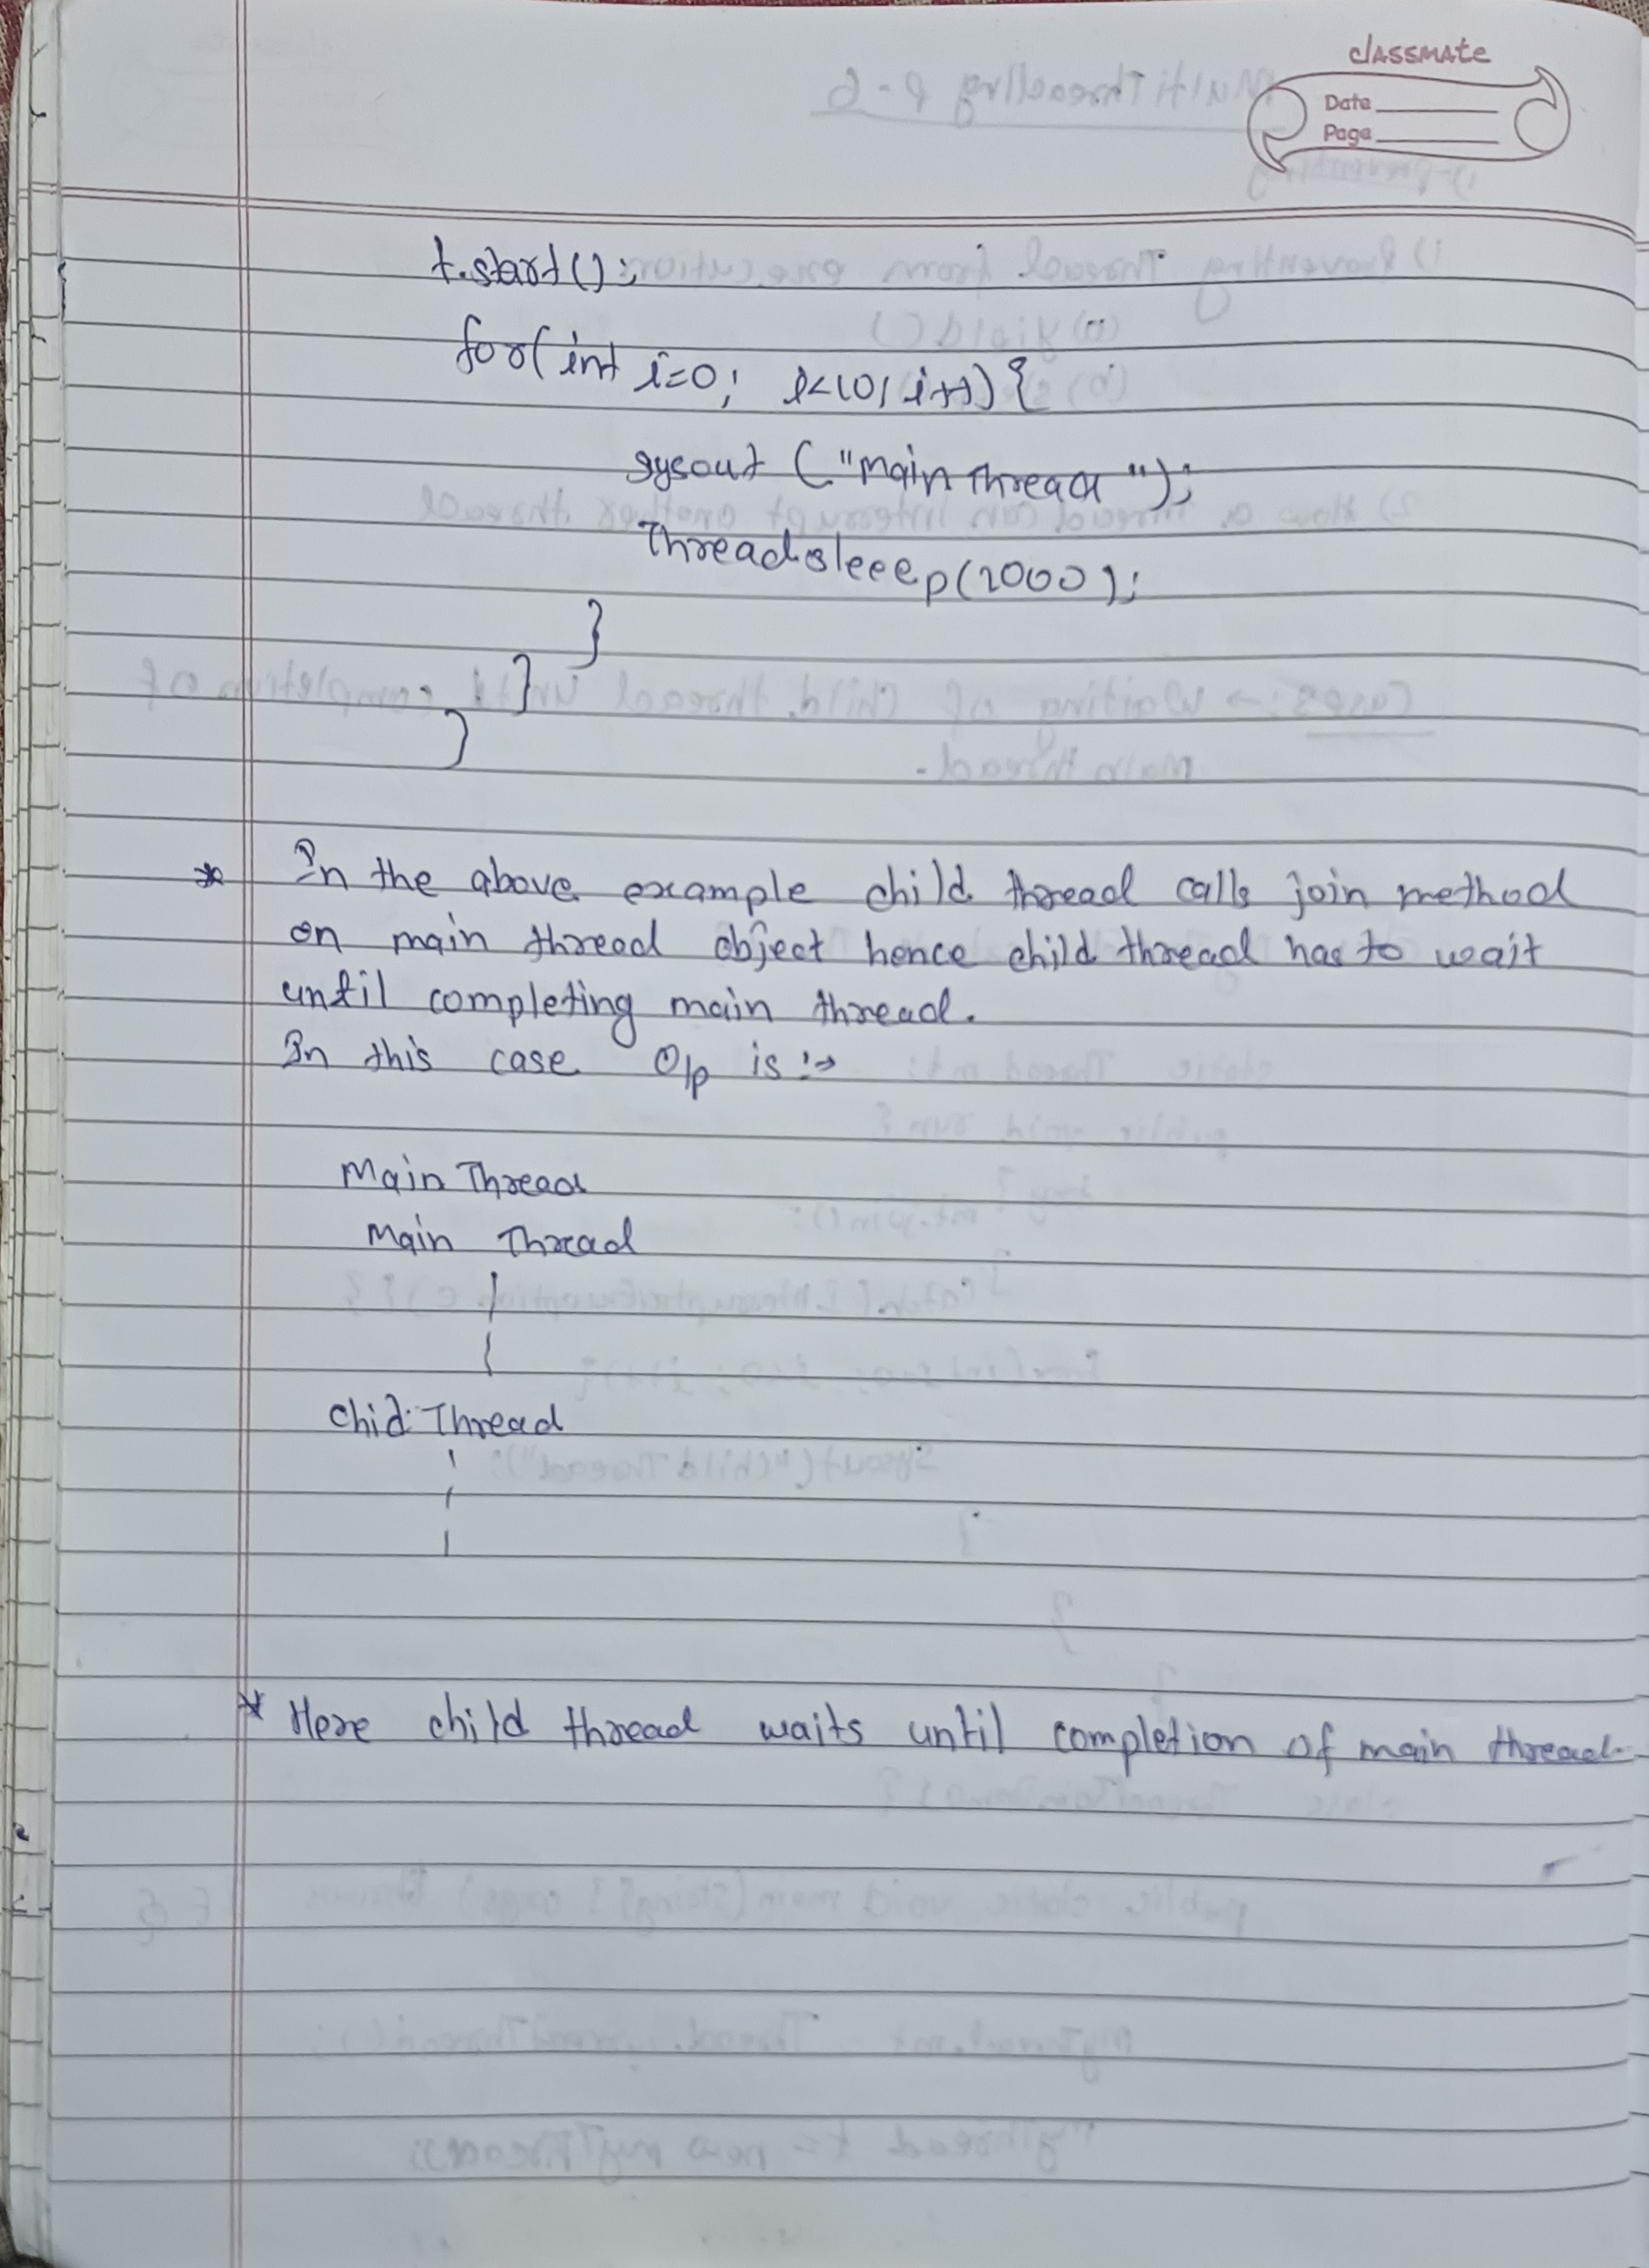 classmate
Date
Page
t.start();
for(int i=0; i<10; i++) {
sysout ("main thread");
Thread.sleeep(2000);
}
}
}
* In the above example child thread calls join method
on main thread object hence child thread has to wait
until completing main thread.
In this case O/p is :→
Main Thread
Main Thread
Chid Thread
* Here child thread waits until completion of main thread.